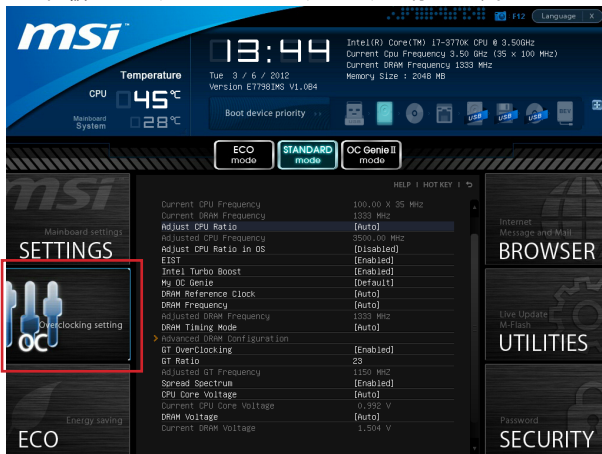 msi
F12 Language X
13:44
Intel(R) Core(TM) i7-3770K CPU @ 3.50GHz
Current Cpu Frequency 3.50 GHz (35 x 100 MHz)
Current DRAM Frequency 1333 MHz
Memory Size : 2048 MB
Temperature
Tue 3 / 6 / 2012
Version E7798IMS V1.0B4
CPU 45°C
Mainboard
System 28°C
Boot device priority
USB USB USB
ECO
mode
STANDARD
mode
OC Genie II
mode
HELP | HOT KEY |
msi
Mainboard settings
SETTINGS
Overclocking setting
OC
Energy saving
ECO
Current CPU Frequency 100.00 X 35 MHz
Current DRAM Frequency 1333 MHz
Adjust CPU Ratio [Auto]
Adjusted CPU Frequency 3500.00 MHz
Adjust CPU Ratio in OS [Disabled]
EIST [Enabled]
Intel Turbo Boost [Enabled]
My OC Genie [Default]
DRAM Reference Clock [Auto]
DRAM Frequency [Auto]
Adjusted DRAM Frequency 1333 MHz
DRAM Timing Mode [Auto]
Advanced DRAM Configuration
GT OverClocking [Enabled]
GT Ratio 23
Adjusted GT Frequency 1150 MHZ
Spread Spectrum [Enabled]
CPU Core Voltage [Auto]
Current CPU Core Voltage 0.992 V
DRAM Voltage [Auto]
Current DRAM Voltage 1.504 V
Internet
Message and Mail
BROWSER
Live Update
M-Flash
UTILITIES
Password
SECURITY